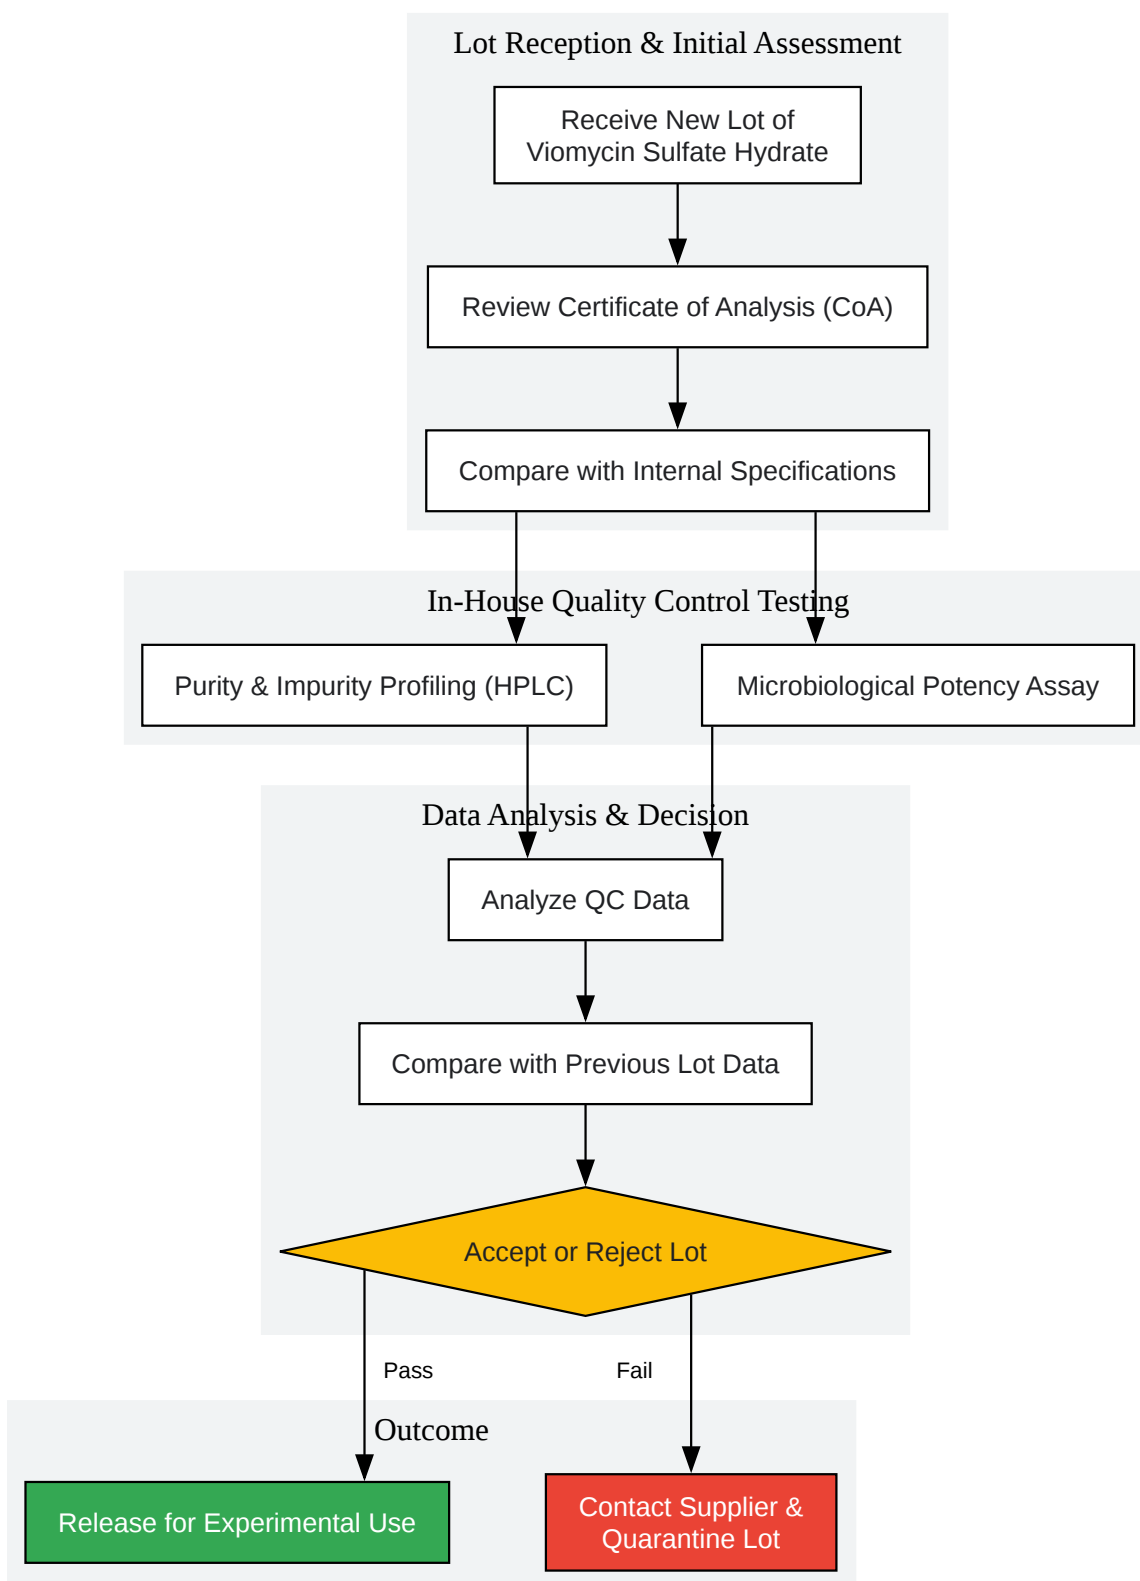 Lot Reception & Initial Assessment
Receive New Lot of
Viomycin Sulfate Hydrate
Review Certificate of Analysis (CoA)
Compare with Internal Specifications
In-House Quality Control Testing
Purity & Impurity Profiling (HPLC)
Microbiological Potency Assay
Data Analysis & Decision
Analyze QC Data
Compare with Previous Lot Data
Accept or Reject Lot
Pass
Fail
Outcome
Release for Experimental Use
Contact Supplier &
Quarantine Lot